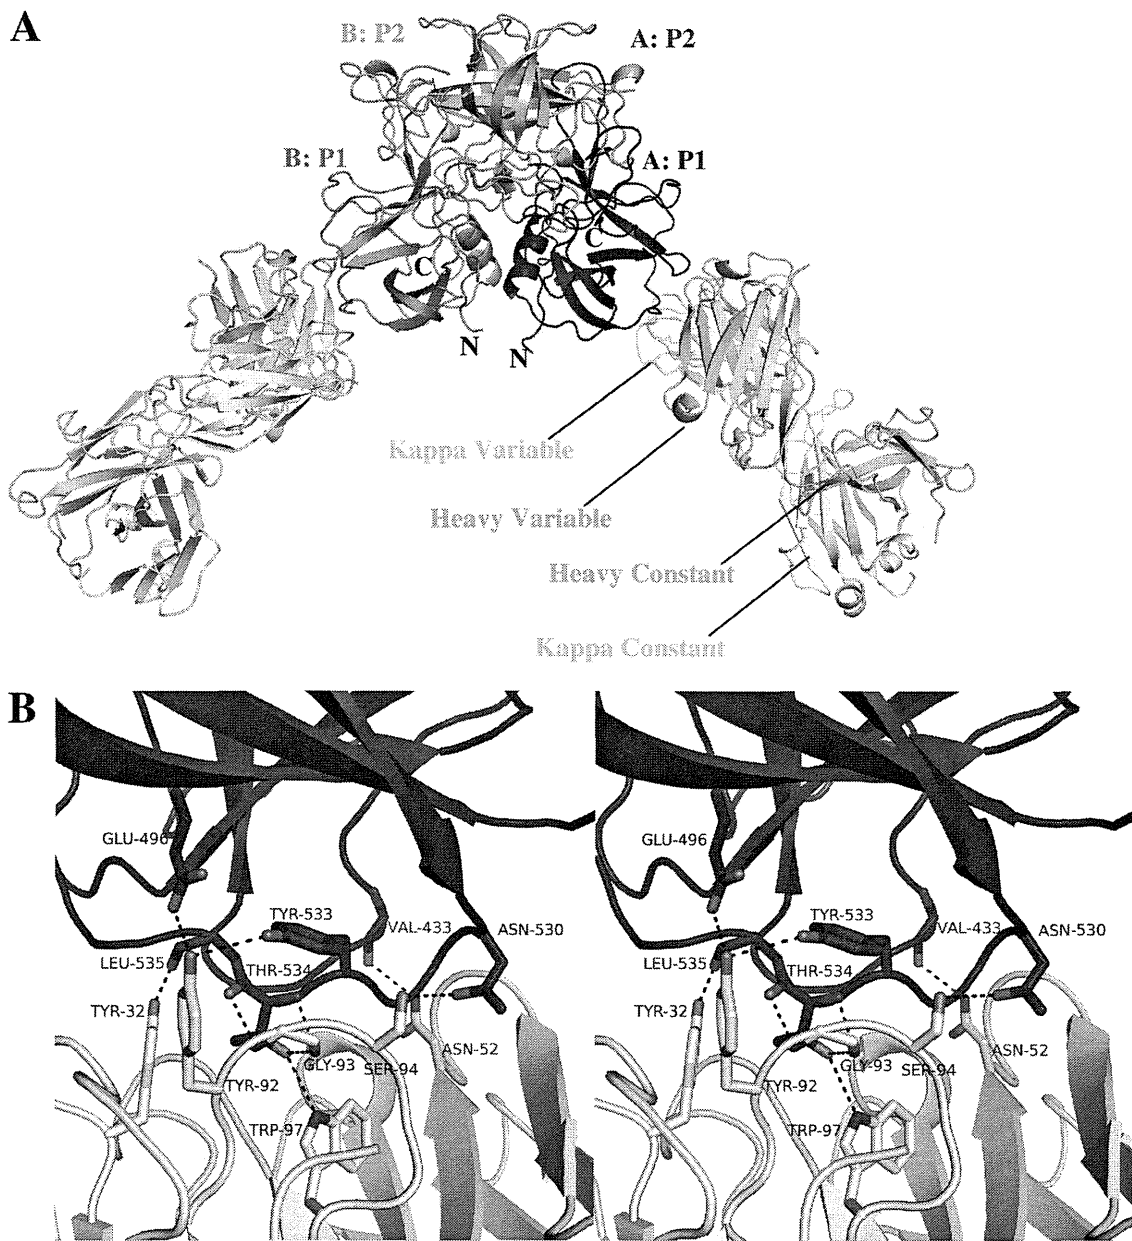 A
B: P2
A: P2
B: P1
A: P1
C
C
N
N
Kappa Variable
Heavy Variable
Heavy Constant
Kappa Constant
B
GLU-496
GLU-496
TYR-533
TYR-533
VAL-433
VAL-433
ASN-530
ASN-530
LEU-535
LEU-535
THR-534
THR-534
TYR-32
TYR-32
ASN-52
ASN-52
GLY-93
GLY-93
SER-94
SER-94
TYR-92
TYR-92
TRP-97
TRP-97